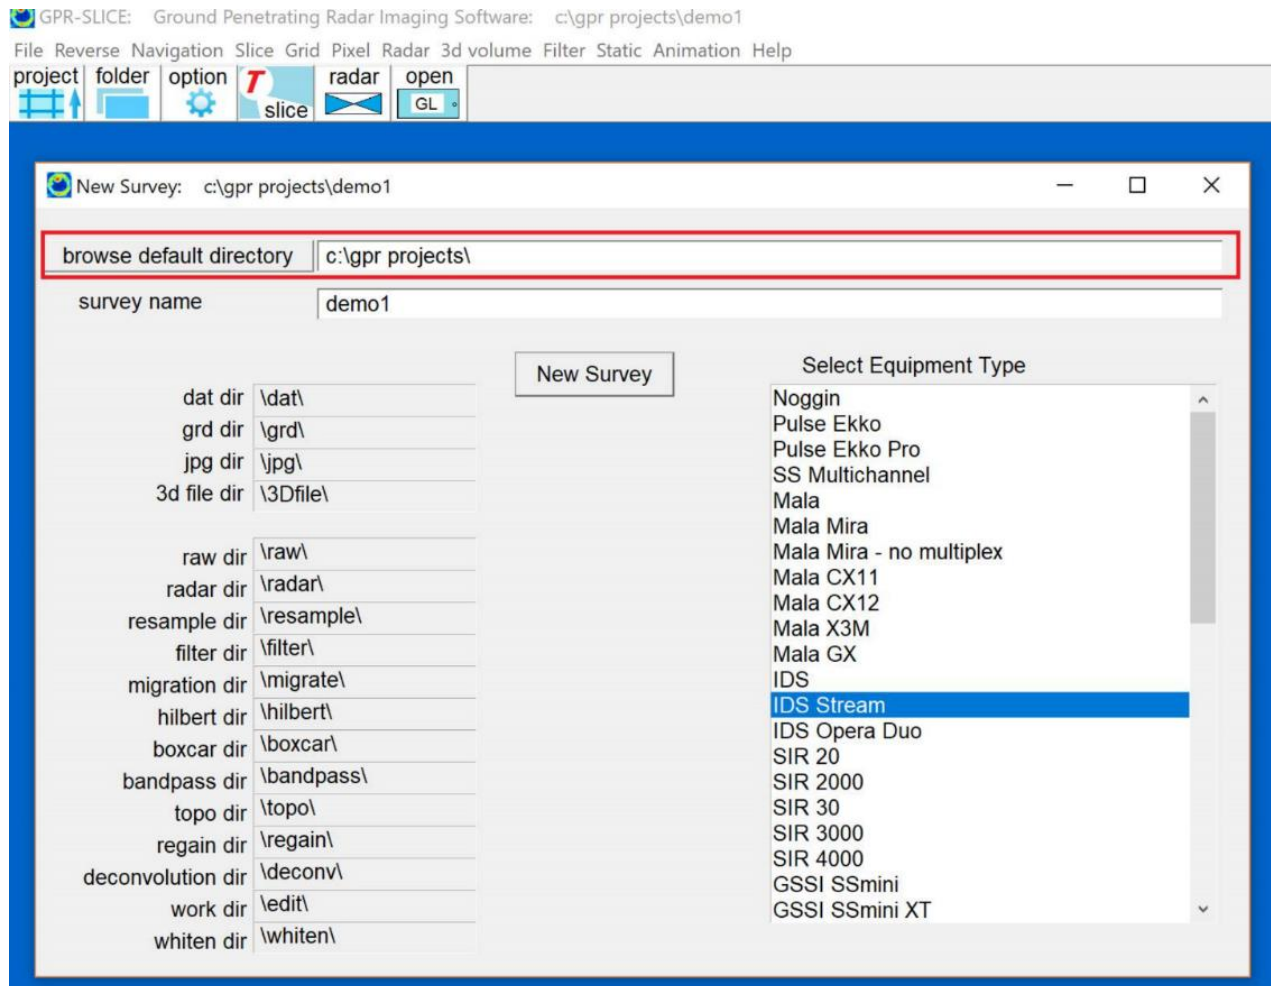 GPR-SLICE: Ground Penetrating Radar Imaging Software: c:\gpr projects\demo1
File Reverse Navigation Slice Grid Pixel Radar 3d volume Filter Static Animation Help
project folder option T slice radar open GL
New Survey: c:\gpr projects\demo1
browse default directory c:\gpr projects\
survey name demo1
New Survey
Select Equipment Type
dat dir \dat\
grd dir \grd\
jpg dir \jpg\
3d file dir \3Dfile\
raw dir \raw\
radar dir \radar\
resample dir \resample\
filter dir \filter\
migration dir \migrate\
hilbert dir \hilbert\
boxcar dir \boxcar\
bandpass dir \bandpass\
topo dir \topo\
regain dir \regain\
deconvolution dir \deconv\
work dir \edit\
whiten dir \whiten\
Noggin
Pulse Ekko
Pulse Ekko Pro
SS Multichannel
Mala
Mala Mira
Mala Mira - no multiplex
Mala CX11
Mala CX12
Mala X3M
Mala GX
IDS
IDS Stream
IDS Opera Duo
SIR 20
SIR 2000
SIR 30
SIR 3000
SIR 4000
GSSI SSmini
GSSI SSmini XT